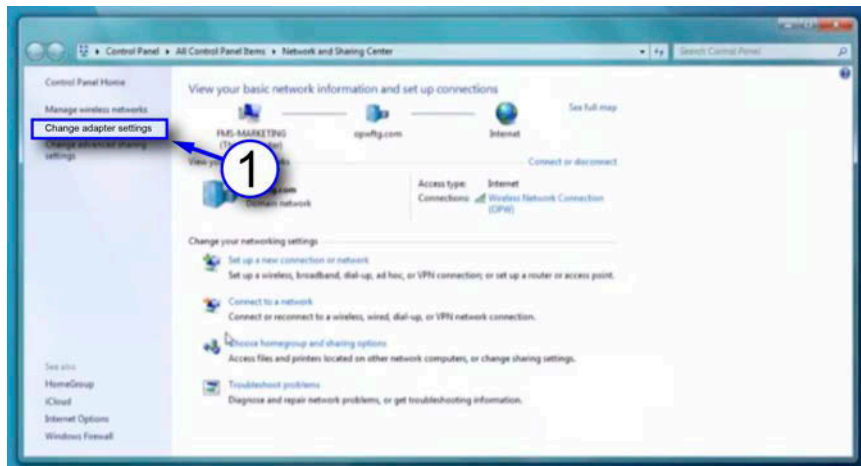 Control Panel ▸ All Control Panel Items ▸ Network and Sharing Center
Search Control Panel
Control Panel Home
Manage wireless networks
Change adapter settings
Change advanced sharing
settings
See also
HomeGroup
iCloud
Internet Options
Windows Firewall
View your basic network information and set up connections
See full map
FMS-MARKETING
opwftg.com
Internet
(Th
View yo
Connect or disconnect
1
.com
Domain network
Access type: Internet
Connections: Wireless Network Connection
(OPW)
Change your networking settings
Set up a new connection or network
Set up a wireless, broadband, dial-up, ad hoc, or VPN connection; or set up a router or access point.
Connect to a network
Connect or reconnect to a wireless, wired, dial-up, or VPN network connection.
Choose homegroup and sharing options
Access files and printers located on other network computers, or change sharing settings.
Troubleshoot problems
Diagnose and repair network problems, or get troubleshooting information.